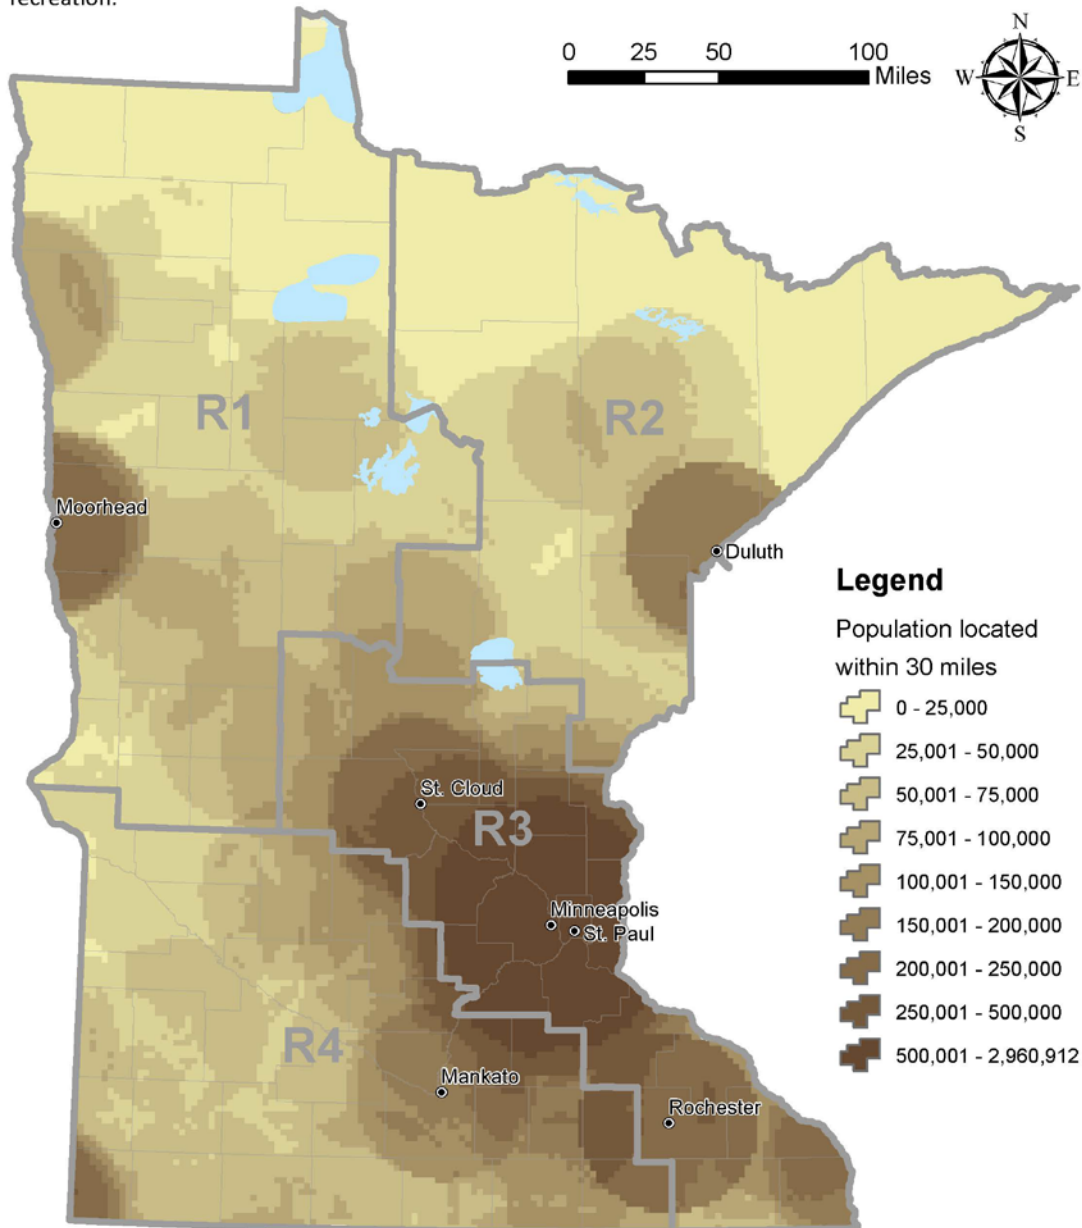 recreation.
0 25 50 100
Miles
N
W E
S
R1
R2
Moorhead
Duluth
Legend
Population located
within 30 miles
0 - 25,000
25,001 - 50,000
50,001 - 75,000
75,001 - 100,000
100,001 - 150,000
150,001 - 200,000
200,001 - 250,000
250,001 - 500,000
500,001 - 2,960,912
St. Cloud
R3
Minneapolis
St. Paul
R4
Mankato
Rochester